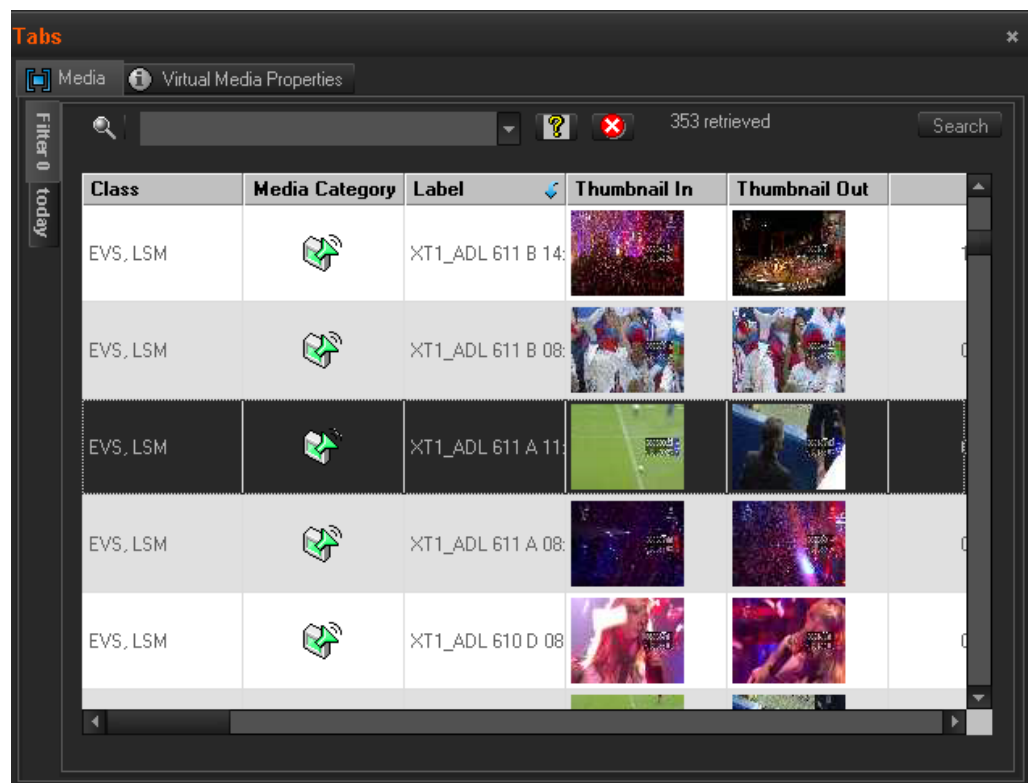 Tabs
Media Virtual Media Properties
Filter 0 today
353 retrieved Search
Class Media Category Label Thumbnail In Thumbnail Out
EVS, LSM XT1_ADL 611 B 14:
EVS, LSM XT1_ADL 611 B 08:
EVS, LSM XT1_ADL 611 A 11:
EVS, LSM XT1_ADL 611 A 08:
EVS, LSM XT1_ADL 610 D 08